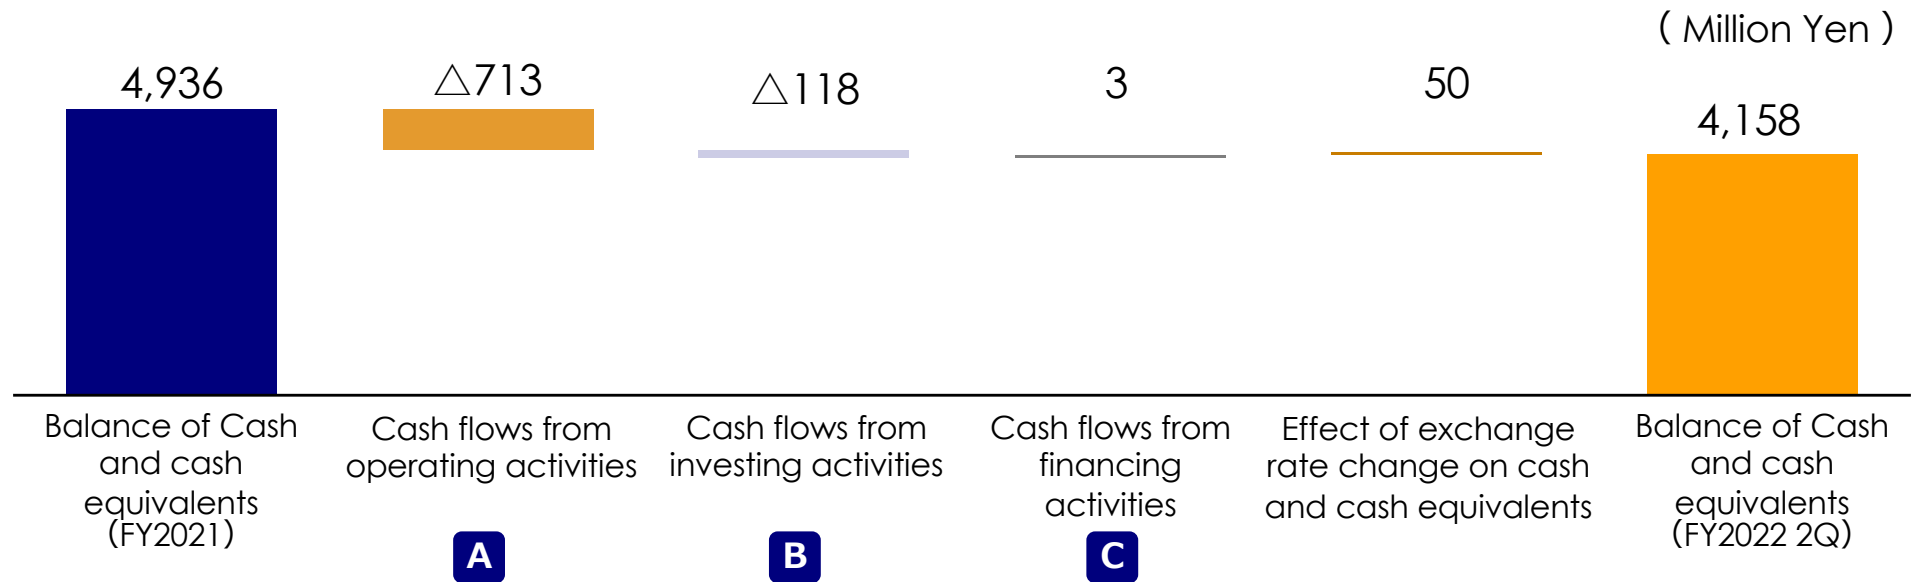 ( Million Yen )
4,936
△713
△118
3
50
4,158
Balance of Cash
and cash
equivalents
(FY2021)
Cash flows from
operating activities
A
Cash flows from
investing activities
B
Cash flows from
financing
activities
C
Effect of exchange
rate change on cash
and cash equivalents
Balance of Cash
and cash
equivalents
(FY2022 2Q)